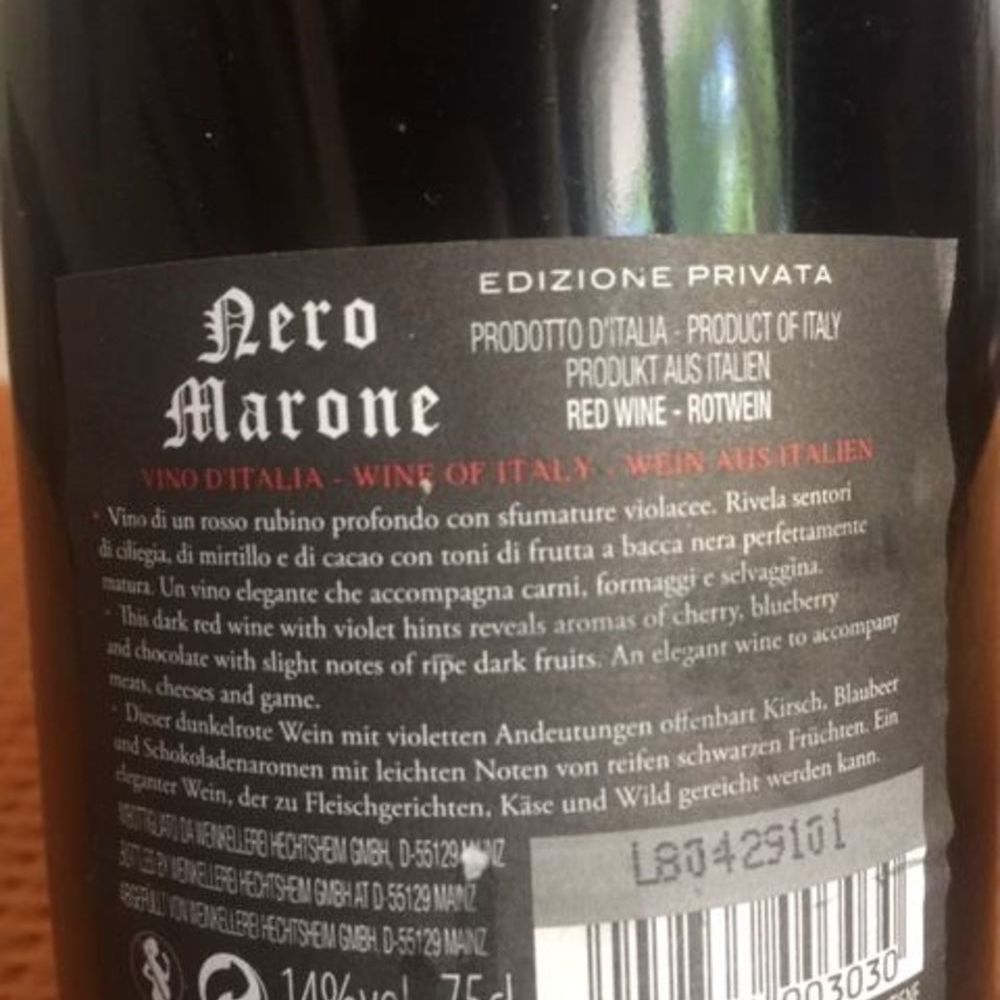 Nero
Marone
EDIZIONE PRIVATA
PRODOTTO D'ITALIA - PRODUCT OF ITALY
PRODUKT AUS ITALIEN
RED WINE - ROTWEIN
VINO D'ITALIA - WINE OF ITALY - WEIN AUS ITALIEN
· Vino di un rosso rubino profondo con sfumature violacee. Rivela sentori
di ciliegia, di mirtillo e di cacao con toni di frutta a bacca nera perfettamente
matura. Un vino elegante che accompagna carni, formaggi e selvaggina.
· This dark red wine with violet hints reveals aromas of cherry, blueberry
and chocolate with slight notes of ripe dark fruits. An elegant wine to accompany
meats, cheeses and game.
· Dieser dunkelrote Wein mit violetten Andeutungen offenbart Kirsch, Blaubeer
und Schokoladenaromen mit leichten Noten von reifen schwarzen Früchten. Ein
eleganter Wein, der zu Fleischgerichten, Käse und Wild gereicht werden kann.
IMBOTTIGLIATO DA WEINKELLEREI HECHTSHEIM GMBH, D-55129 MAINZ
BOTTLED BY WEINKELLEREI HECHTSHEIM GMBH AT D-55129 MAINZ
ABGEFÜLLT VON WEINKELLEREI HECHTSHEIM GMBH, D-55129 MAINZ
L80429101
14%vol 75cl
003030